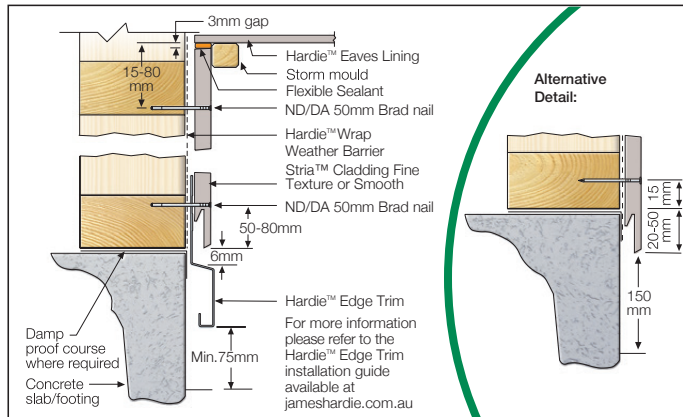 3mm gap
15-80
mm
Hardie™ Eaves Lining
Storm mould
Flexible Sealant
ND/DA 50mm Brad nail
Hardie™Wrap
Weather Barrier
Stria™ Cladding Fine
Texture or Smooth
ND/DA 50mm Brad nail
50-80mm
6mm
Hardie™ Edge Trim
For more information
please refer to the
Hardie™ Edge Trim
installation guide
available at
jameshardie.com.au
Min.75mm
Damp
proof course
where required
Concrete
slab/footing
Alternative
Detail:
15
mm
20-50
mm
150
mm